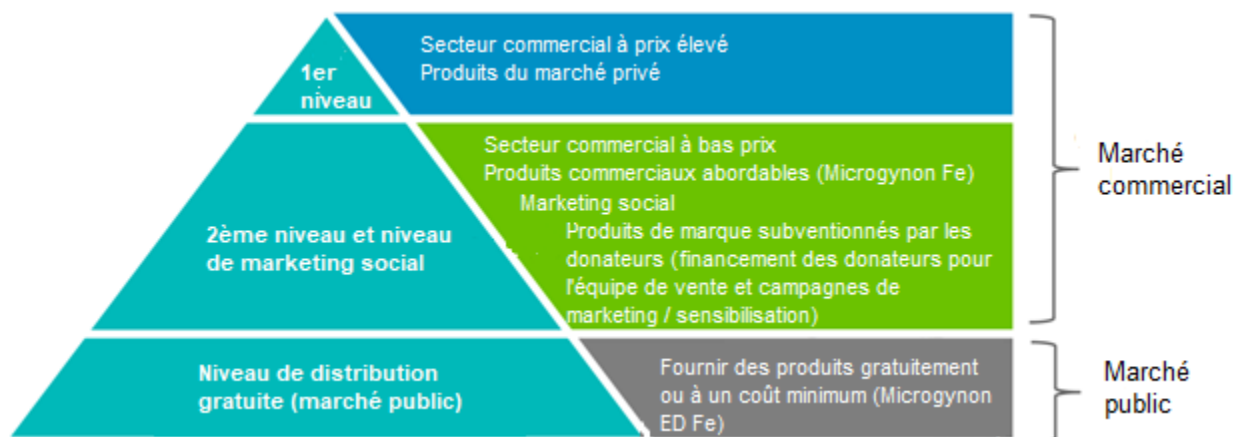 1er
niveau
Secteur commercial à prix élevé
Produits du marché privé
2ème niveau et niveau
de marketing social
Secteur commercial à bas prix
Produits commerciaux abordables (Microgynon Fe)
Marketing social
Produits de marque subventionnés par les
donateurs (financement des donateurs pour
l'équipe de vente et campagnes de
marketing / sensibilisation)
Marché
commercial
Niveau de distribution
gratuite (marché public)
Fournir des produits gratuitement
ou à un coût minimum (Microgynon
ED Fe)
Marché
public